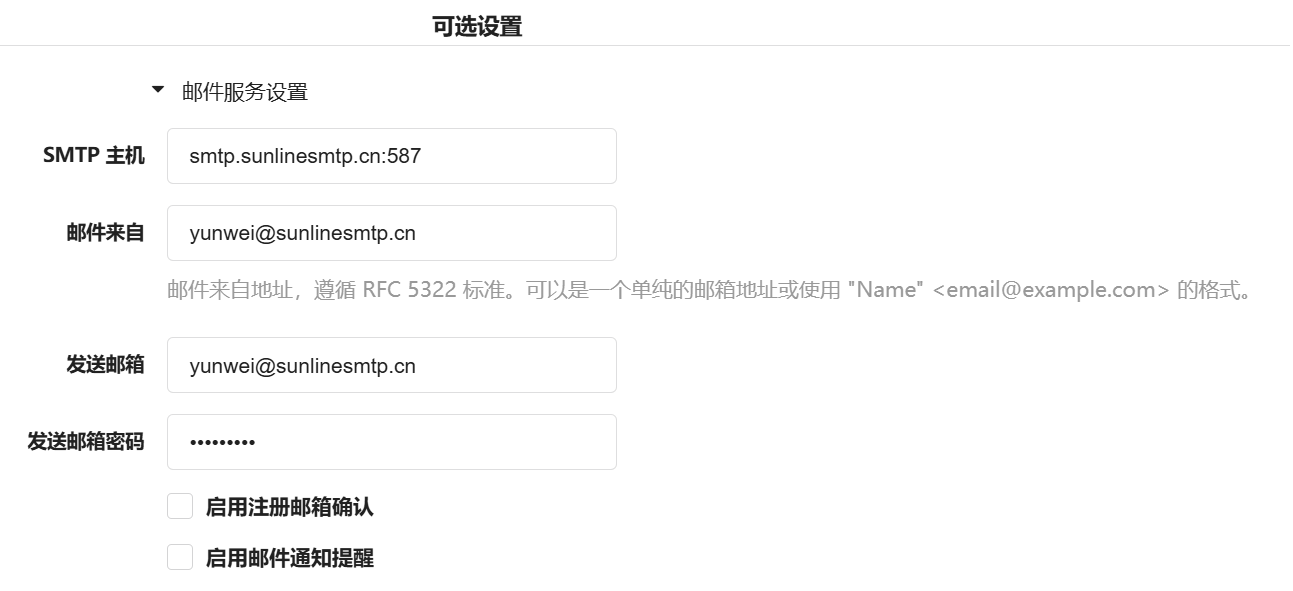 可选设置
邮件服务设置
SMTP 主机
smtp.sunlinesmtp.cn:587
邮件来自
yunwei@sunlinesmtp.cn
邮件来自地址，遵循 RFC 5322 标准。可以是一个单纯的邮箱地址或使用 "Name" <email@example.com> 的格式。
发送邮箱
yunwei@sunlinesmtp.cn
发送邮箱密码
•••••••••
启用注册邮箱确认
启用邮件通知提醒